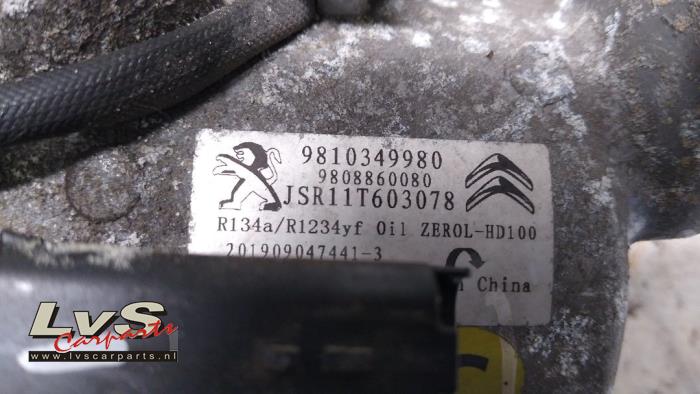 9810349980
9808860080
JSR11T603078
R134a/R1234yf Oil ZEROL-HD100
201909047441-3
China
LvS
Carparts
www.lvscarparts.nl